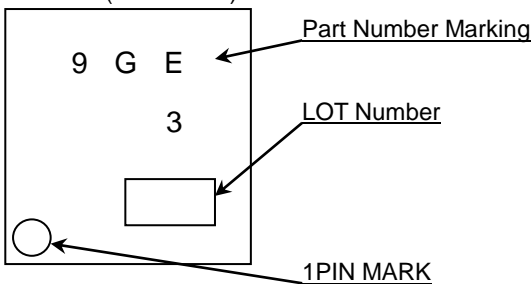 Part Number Marking
9 G E
3
LOT Number
1PIN MARK